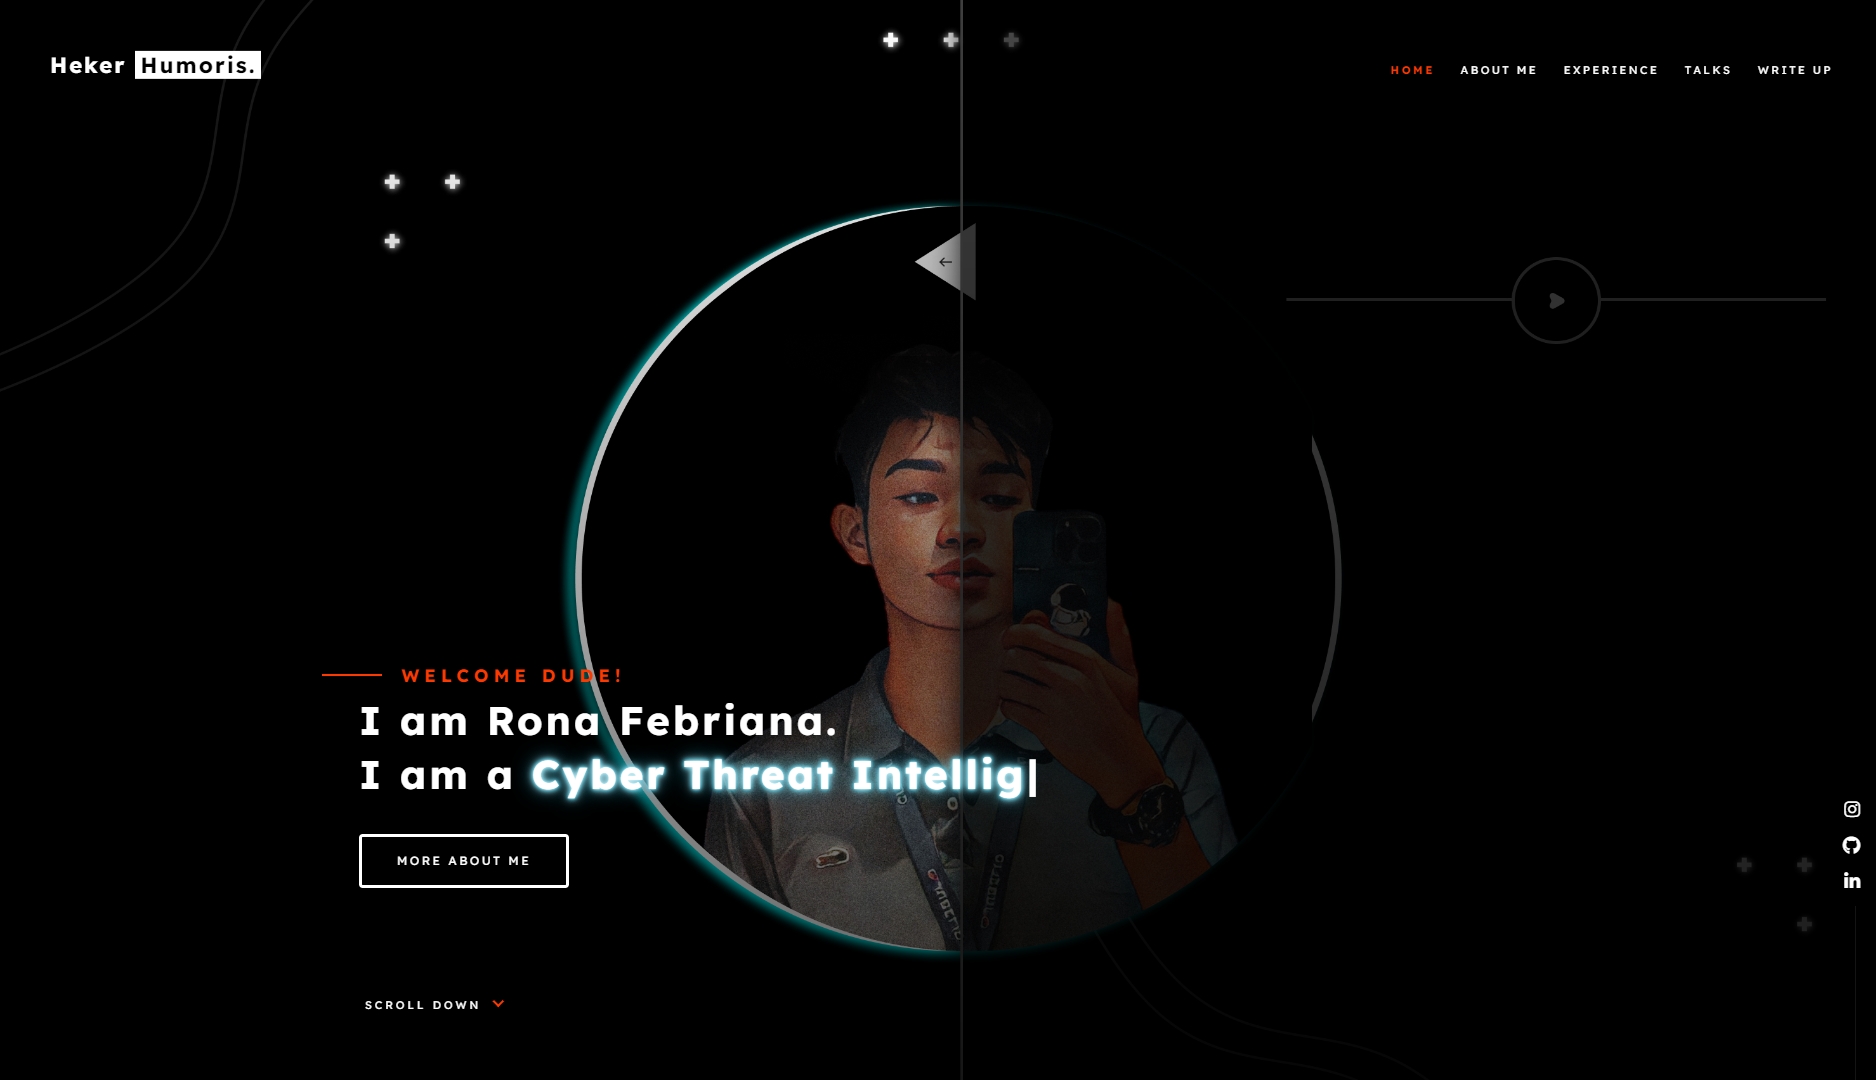 Heker Humoris.
HOME ABOUT ME EXPERIENCE TALKS WRITE UP
WELCOME DUDE!
I am Rona Febriana.
I am a Cyber Threat Intellig|
MORE ABOUT ME
SCROLL DOWN